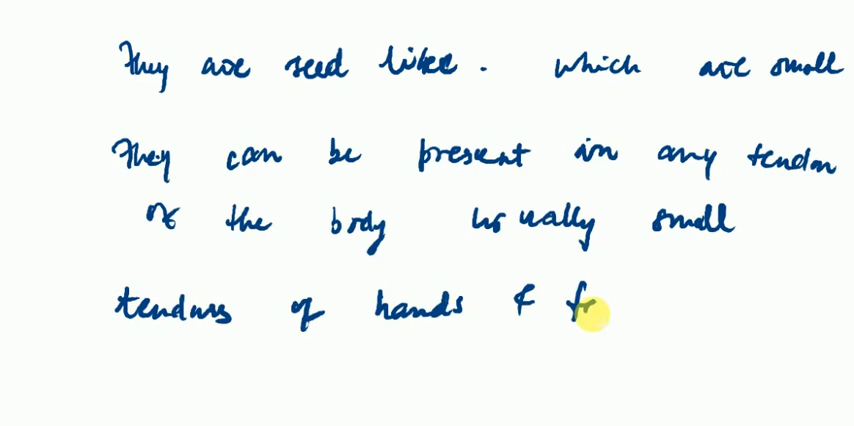 They are seed like. which are small
They can be present in any tendon
of the body usually small
tendons of hands & f